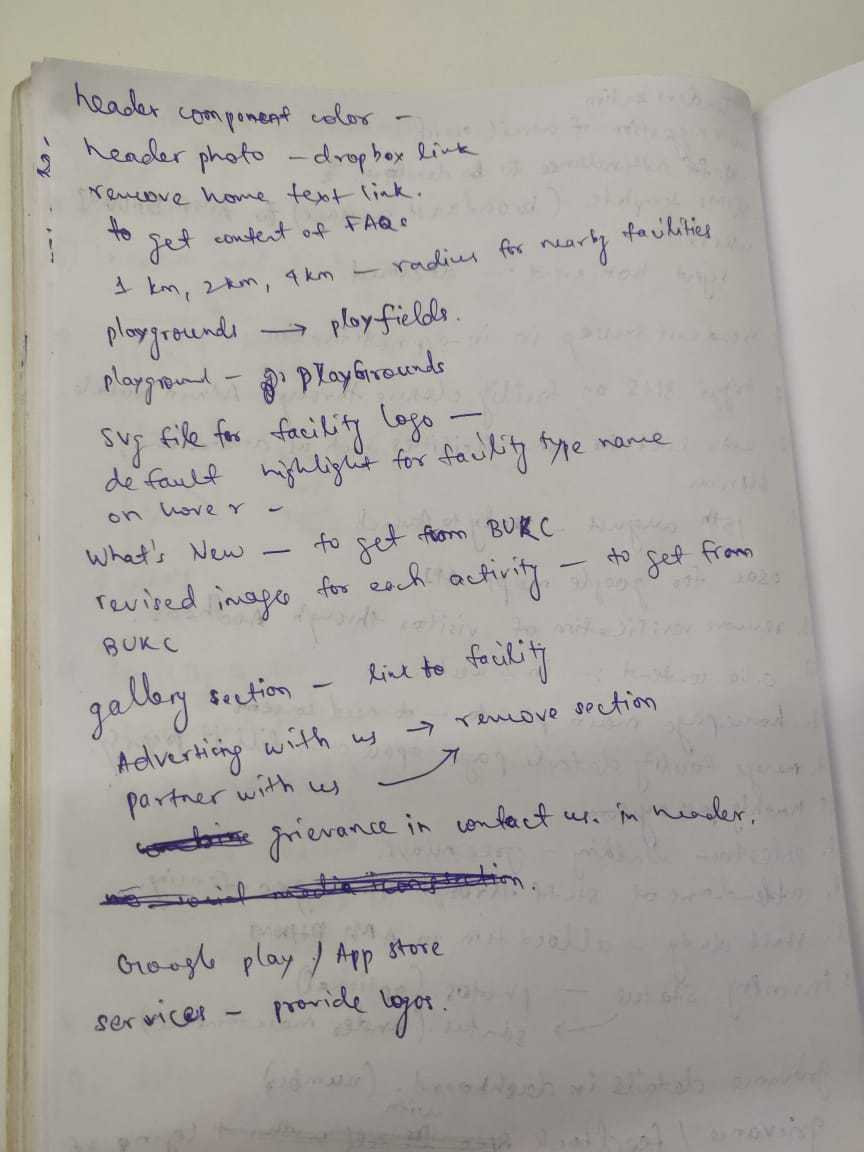 header component color -
header photo - dropbox link
remove home text link.
to get content of FAQs
1 km, 2 km, 4 km - radius for nearby facilities
playgrounds → playfields.
playground - playGrounds
svg file for facility logo -
default highlight for facility type name
on hover -
What's New - to get from BUKC
revised images for each activity - to get from
BUKC
gallery section - link to facility
Adverticing with us → remove section
partner with us
grievance in contact us. in header.
Google play / App store
services - provide logos.